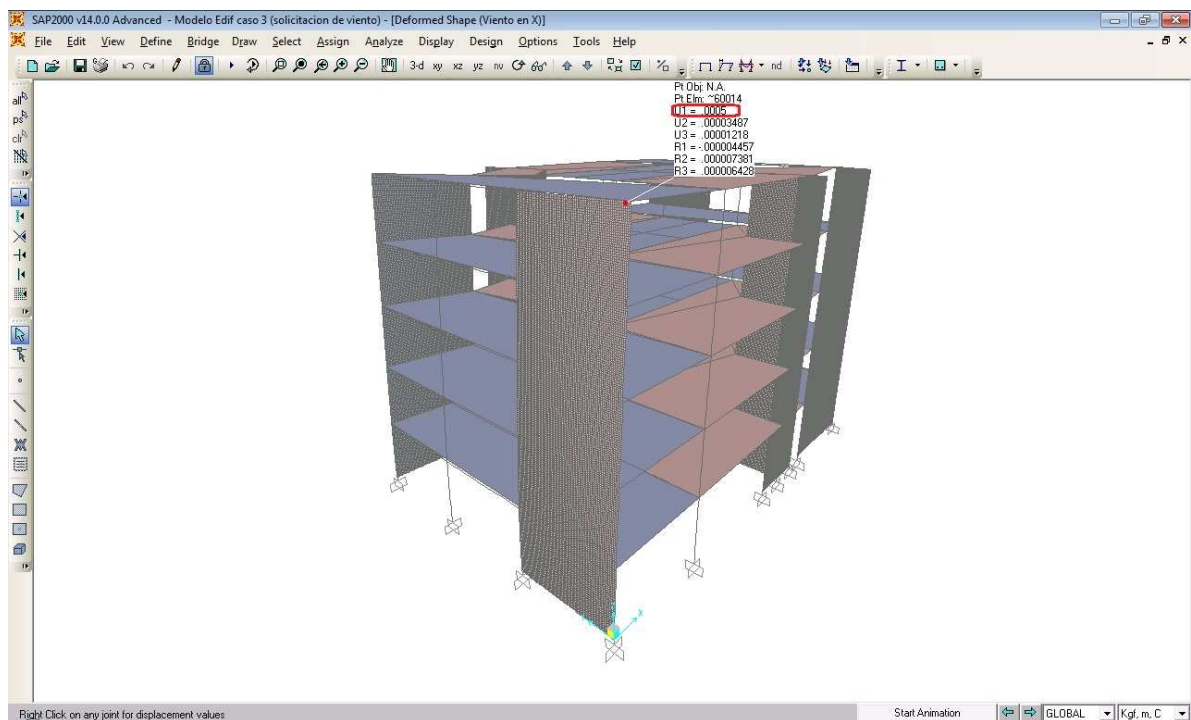 SAP2000 v14.0.0 Advanced - Modelo Edif caso 3 (solicitacion de viento) - [Deformed Shape (Viento en X)]
File Edit View Define Bridge Draw Select Assign Analyze Display Design Options Tools Help
3-d xy xz yz nv nd
Pt Obj: N.A.
Pt Elm: ~60014
U1 = .0005
U2 = .00003487
U3 = .00001218
R1 = -.000004457
R2 = .000007381
R3 = .000006428
all
ps
clr
X
Right Click on any joint for displacement values
Start Animation GLOBAL Kgf, m, C